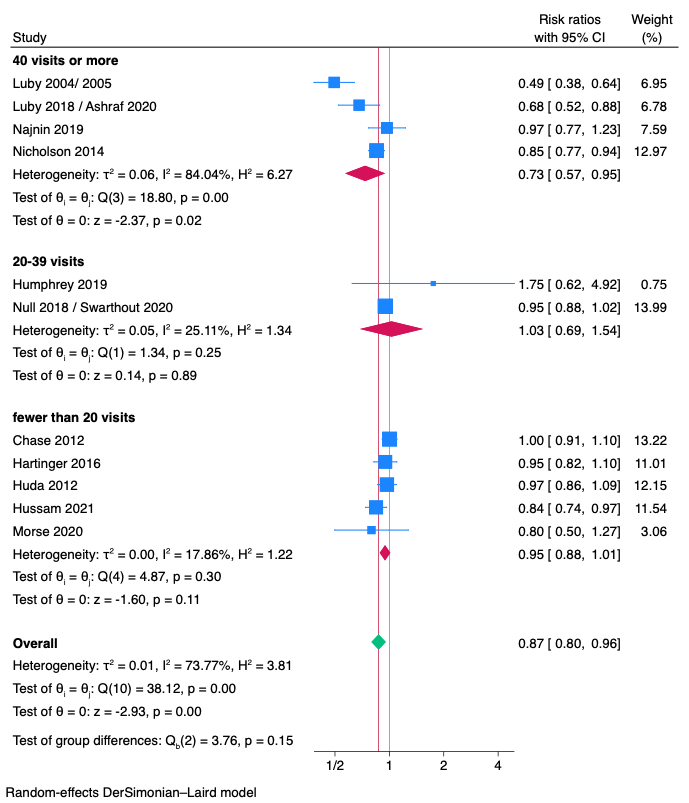 Risk ratios Weight
Study with 95% CI (%)
40 visits or more
Luby 2004/ 2005 0.49 [ 0.38, 0.64] 6.95
Luby 2018 / Ashraf 2020 0.68 [ 0.52, 0.88] 6.78
Najnin 2019 0.97 [ 0.77, 1.23] 7.59
Nicholson 2014 0.85 [ 0.77, 0.94] 12.97
Heterogeneity: τ² = 0.06, I² = 84.04%, H² = 6.27 0.73 [ 0.57, 0.95]
Test of θᵢ = θⱼ: Q(3) = 18.80, p = 0.00
Test of θ = 0: z = -2.37, p = 0.02
20-39 visits
Humphrey 2019 1.75 [ 0.62, 4.92] 0.75
Null 2018 / Swarthout 2020 0.95 [ 0.88, 1.02] 13.99
Heterogeneity: τ² = 0.05, I² = 25.11%, H² = 1.34 1.03 [ 0.69, 1.54]
Test of θᵢ = θⱼ: Q(1) = 1.34, p = 0.25
Test of θ = 0: z = 0.14, p = 0.89
fewer than 20 visits
Chase 2012 1.00 [ 0.91, 1.10] 13.22
Hartinger 2016 0.95 [ 0.82, 1.10] 11.01
Huda 2012 0.97 [ 0.86, 1.09] 12.15
Hussam 2021 0.84 [ 0.74, 0.97] 11.54
Morse 2020 0.80 [ 0.50, 1.27] 3.06
Heterogeneity: τ² = 0.00, I² = 17.86%, H² = 1.22 0.95 [ 0.88, 1.01]
Test of θᵢ = θⱼ: Q(4) = 4.87, p = 0.30
Test of θ = 0: z = -1.60, p = 0.11
Overall 0.87 [ 0.80, 0.96]
Heterogeneity: τ² = 0.01, I² = 73.77%, H² = 3.81
Test of θᵢ = θⱼ: Q(10) = 38.12, p = 0.00
Test of θ = 0: z = -2.93, p = 0.00
Test of group differences: Q_b(2) = 3.76, p = 0.15
1/2 1 2 4
Random-effects DerSimonian–Laird model